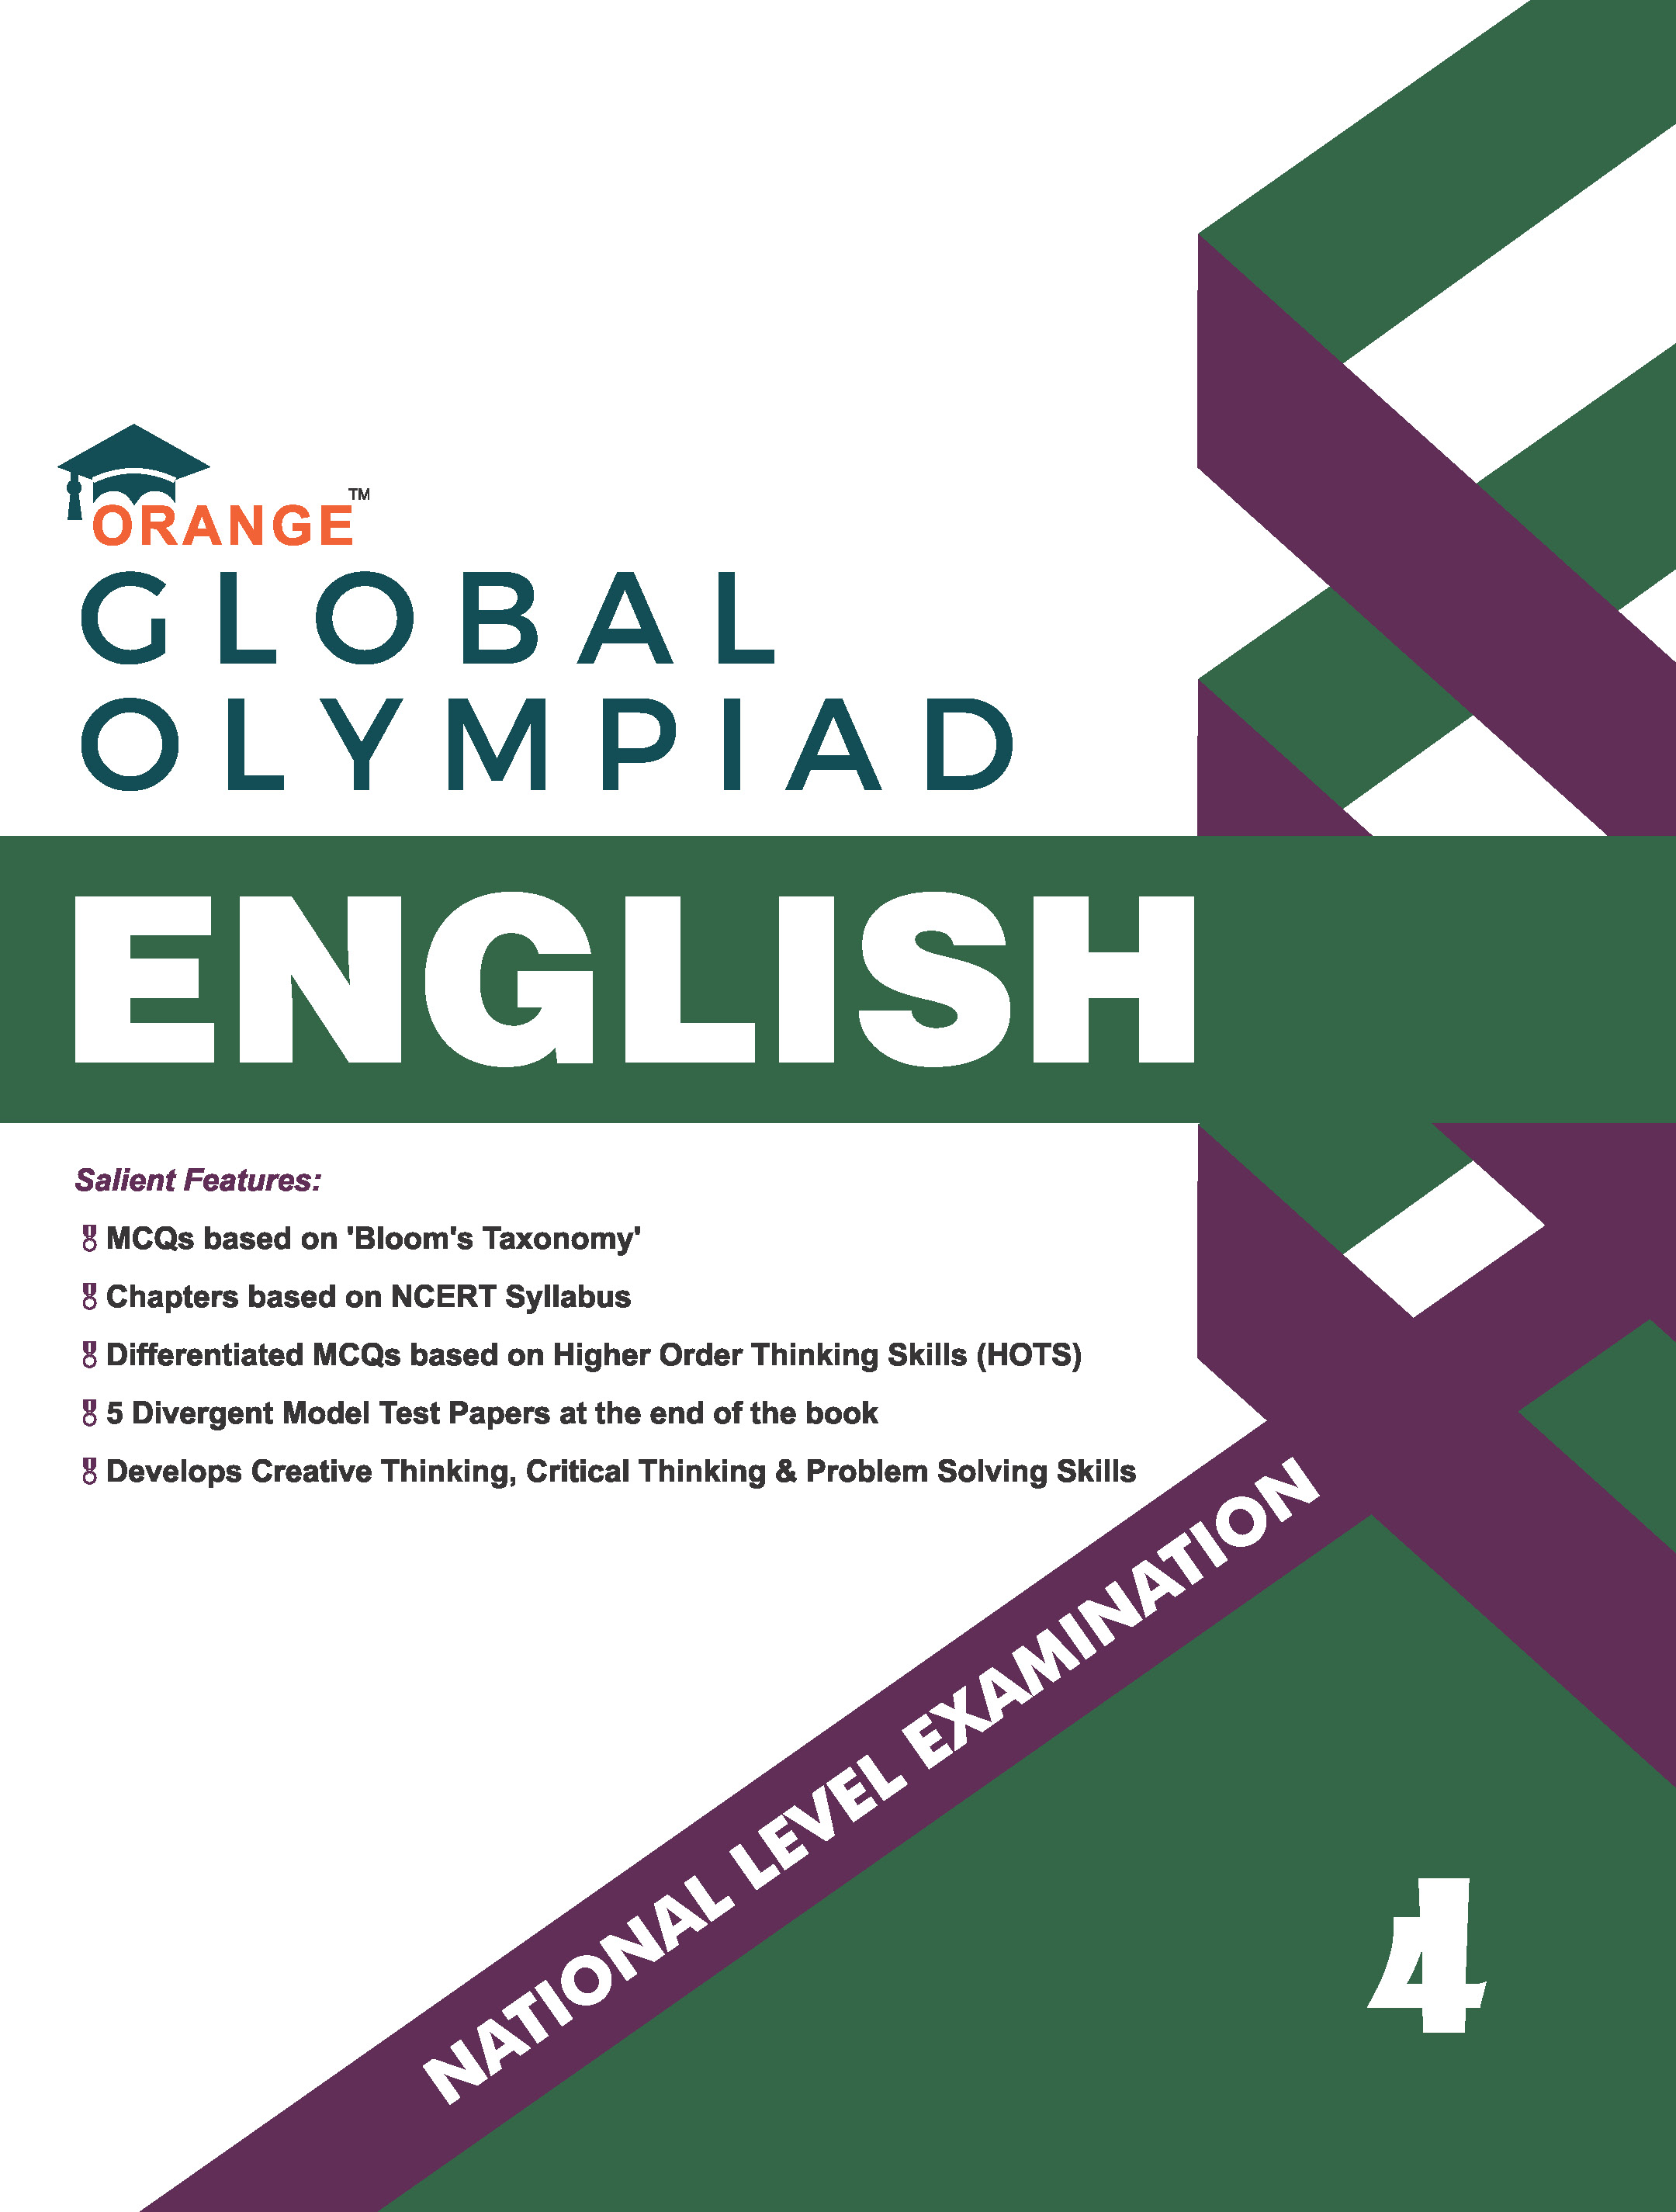 ORANGE™
GLOBAL
OLYMPIAD
ENGLISH
Salient Features:
MCQs based on 'Bloom's Taxonomy'
Chapters based on NCERT Syllabus
Differentiated MCQs based on Higher Order Thinking Skills (HOTS)
5 Divergent Model Test Papers at the end of the book
Develops Creative Thinking, Critical Thinking & Problem Solving Skills
NATIONAL LEVEL EXAMINATION
4